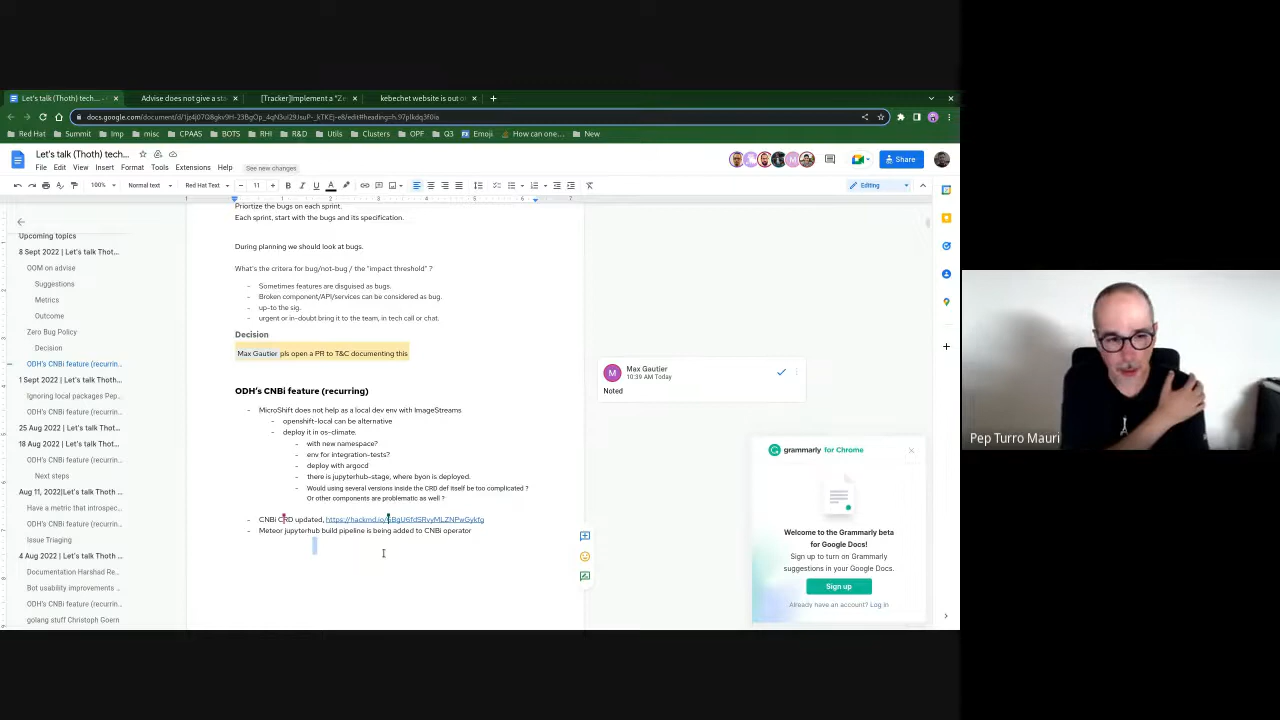 Let's talk (Thoth) tech...
Advise does not give a sta
[Tracker]Implement a "Ze
kebechet website is out o
Red Hat
Summit
Imp
misc
CPAAS
BOTS
RHI
R&D
Utils
Clusters
OPF
Q3
Emoji
How can one...
New
Let's talk (Thoth) tech...
File Edit View Insert Format Tools Extensions Help
See new changes
Share
100%
Normal text
Red Hat Text
11
Editing
Upcoming topics
8 Sept 2022 | Let's talk Thot...
OOM on advise
Suggestions
Metrics
Outcome
Zero Bug Policy
Decision
ODH's CNBi feature (recurrin...
1 Sept 2022 | Let's talk Thot...
Ignoring local packages Pep...
ODH's CNBi feature (recurrin...
25 Aug 2022 | Let's talk Thot...
18 Aug 2022 | Let's talk Thot...
ODH's CNBi feature (recurrin...
Next steps
Aug 11, 2022|Let's talk Thot...
Have a metric that introspec...
ODH's CNBi feature (recurrin...
Issue Triaging
4 Aug 2022 | Let's talk Thot...
Documentation Harshad Re...
Bot usability improvements ...
ODH's CNBi feature (recurrin...
golang stuff Christoph Goern
Prioritize the bugs on each sprint.
Each sprint, start with the bugs and its specification.
During planning we should look at bugs.
What's the critera for bug/not-bug / the "impact threshold" ?
- Sometimes features are disguised as bugs.
- Broken component/API/services can be considered as bug.
- up-to the sig.
- urgent or in-doubt bring it to the team, in tech call or chat.
Decision
Max Gautier pls open a PR to T&C documenting this
ODH's CNBi feature (recurring)
- MicroShift does not help as a local dev env with ImageStreams
- openshift-local can be alternative
- deploy it in os-climate.
- with new namespace?
- env for integration-tests?
- deploy with argocd
- there is jupyterhub-stage, where byon is deployed.
- Would using several versions inside the CRD def itself be too complicated ?
Or other components are problematic as well ?
- CNBi CRD updated,
- Meteor jupyterhub build pipeline is being added to CNBi operator
Max Gautier
10:39 AM Today
Noted
grammarly for Chrome
Welcome to the Grammarly beta
for Google Docs!
Sign up to turn on Grammarly
suggestions in your Google Docs.
Sign up
Already have an account? Log in
Pep Turro Mauri